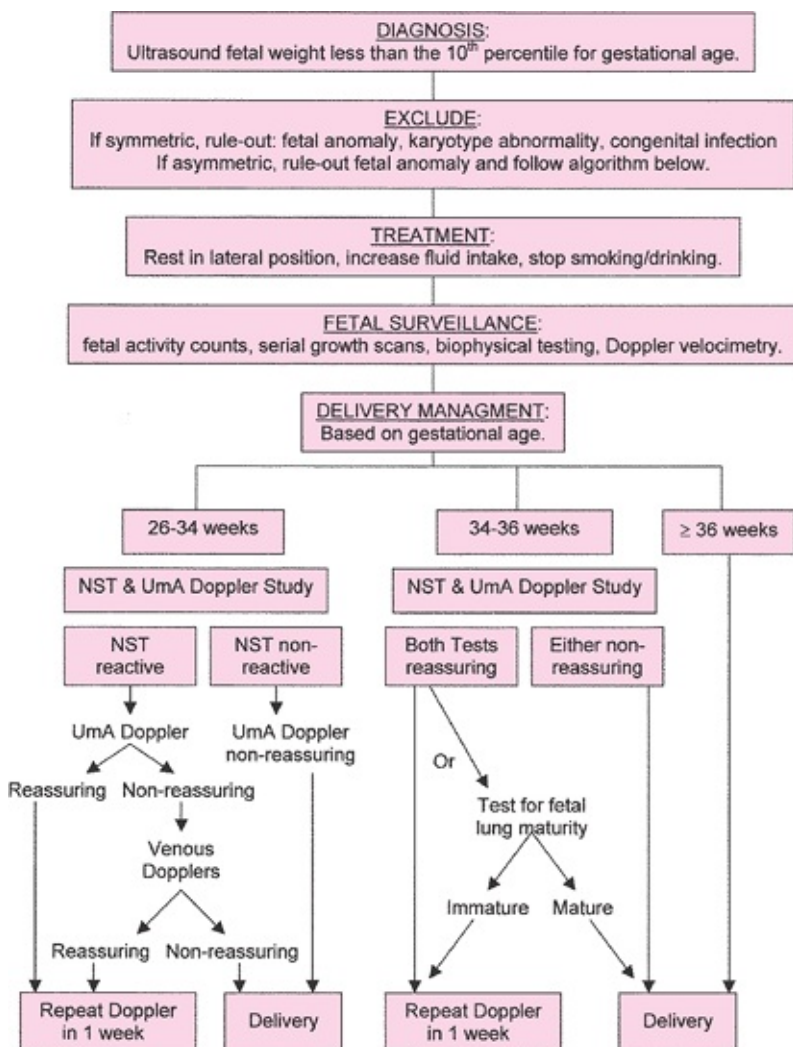 DIAGNOSIS:
Ultrasound fetal weight less than the 10th percentile for gestational age.
EXCLUDE:
If symmetric, rule-out: fetal anomaly, karyotype abnormality, congenital infection
If asymmetric, rule-out fetal anomaly and follow algorithm below.
TREATMENT:
Rest in lateral position, increase fluid intake, stop smoking/drinking.
FETAL SURVEILLANCE:
fetal activity counts, serial growth scans, biophysical testing, Doppler velocimetry.
DELIVERY MANAGMENT:
Based on gestational age.
26-34 weeks
34-36 weeks
≥ 36 weeks
NST & UmA Doppler Study
NST & UmA Doppler Study
NST
reactive
NST non-
reactive
Both Tests
reassuring
Either non-
reassuring
UmA Doppler
UmA Doppler
non-reassuring
Or
Reassuring
Non-reassuring
Test for fetal
lung maturity
Venous
Dopplers
Immature
Mature
Reassuring
Non-reassuring
Repeat Doppler
in 1 week
Delivery
Repeat Doppler
in 1 week
Delivery